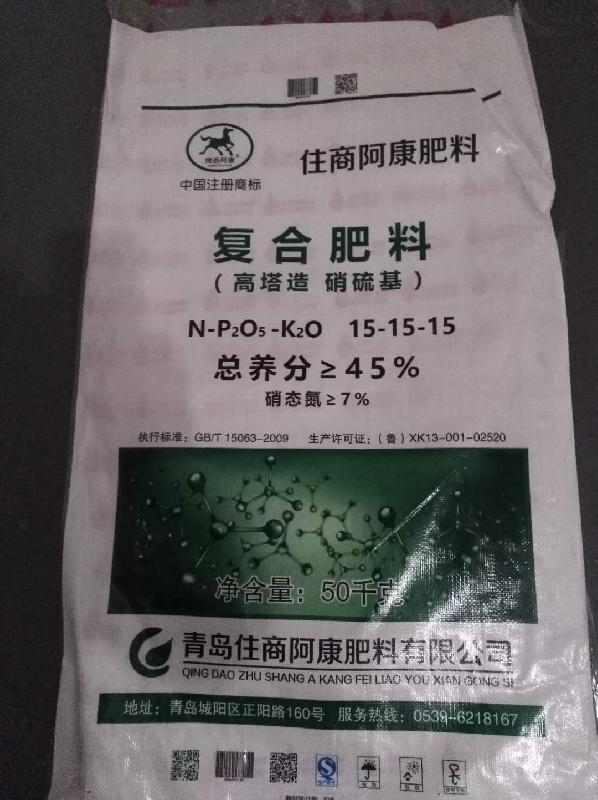 住商阿康肥料
中国注册商标
复合肥料
（高塔造 硝硫基）
N-P₂O₅-K₂O 15-15-15
总养分≥45%
硝态氮≥7%
执行标准：GB/T 15063-2009 生产许可证：（鲁）XK13-001-02520
净含量：50千克
青岛住商阿康肥料有限公司
QING DAO ZHU SHANG A KANG FEI LIAO YOU XIAN GONG SI
地址：青岛城阳区正阳路160号 服务热线：0539-6218167